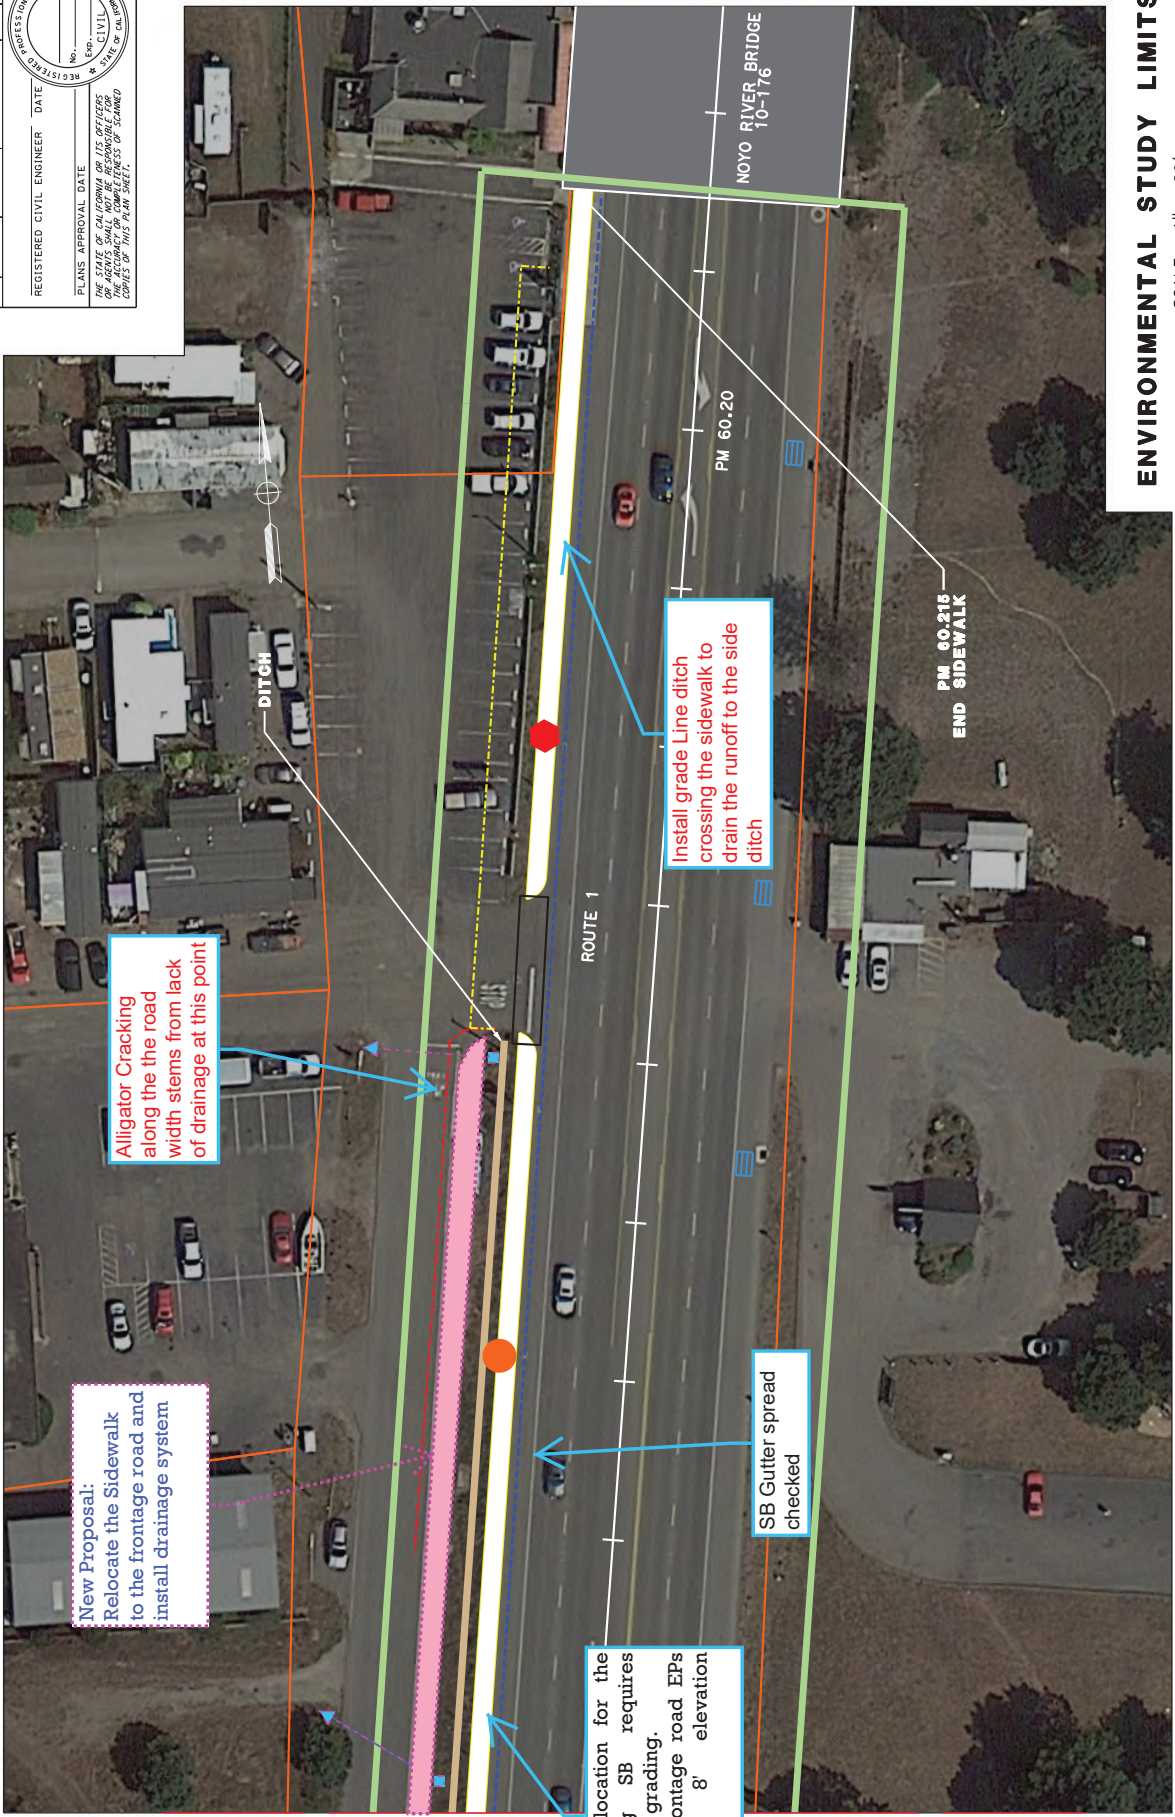 REGISTERED CIVIL ENGINEER DATE
PLANS APPROVAL DATE
THE STATE OF CALIFORNIA OR ITS OFFICERS
OR AGENTS SHALL NOT BE RESPONSIBLE FOR
THE ACCURACY OR COMPLETENESS OF SCANNED
COPIES OF THIS PLAN SHEET.
REGISTERED
No.
Exp.
CIVIL
STATE OF
NOYO RIVER BRIDGE
10-176
PM 60.20
DITCH
Install grade Line ditch
crossing the sidewalk to
drain the runoff to the side
ditch
PM 60.215
END SIDEWALK
ROUTE 1
STOP
Alligator Cracking
along the the road
width stems from lack
of drainage at this point
New Proposal:
Relocate the Sidewalk
to the frontage road and
install drainage system
SB Gutter spread
checked
location for the
SB requires
grading.
ontage road EPs
8' elevation
ENVIRONMENTAL STUDY LIMITS